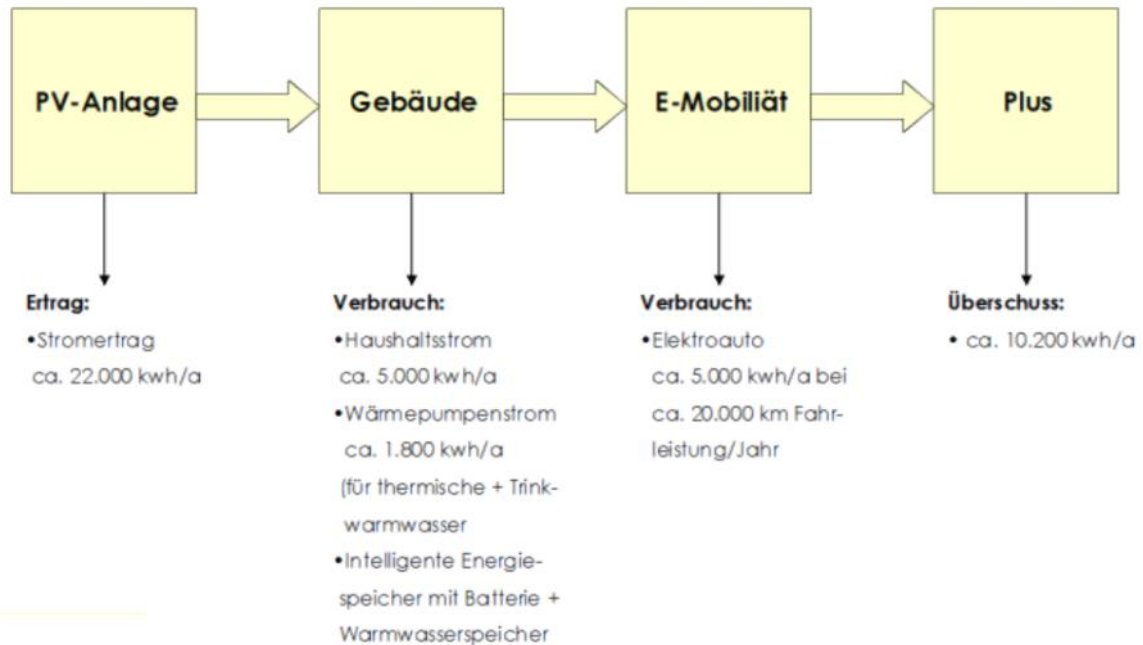 PV-Anlage
Gebäude
E-Mobiliät
Plus
Ertrag:
•Stromertrag
ca. 22.000 kwh/a
Verbrauch:
•Haushaltsstrom
ca. 5.000 kwh/a
•Wärmepumpenstrom
ca. 1.800 kwh/a
(für thermische + Trink-
warmwasser
•Intelligente Energie-
speicher mit Batterie +
Warmwasserspeicher
Verbrauch:
•Elektroauto
ca. 5.000 kwh/a bei
ca. 20.000 km Fahr-
leistung/Jahr
Überschuss:
• ca. 10.200 kwh/a